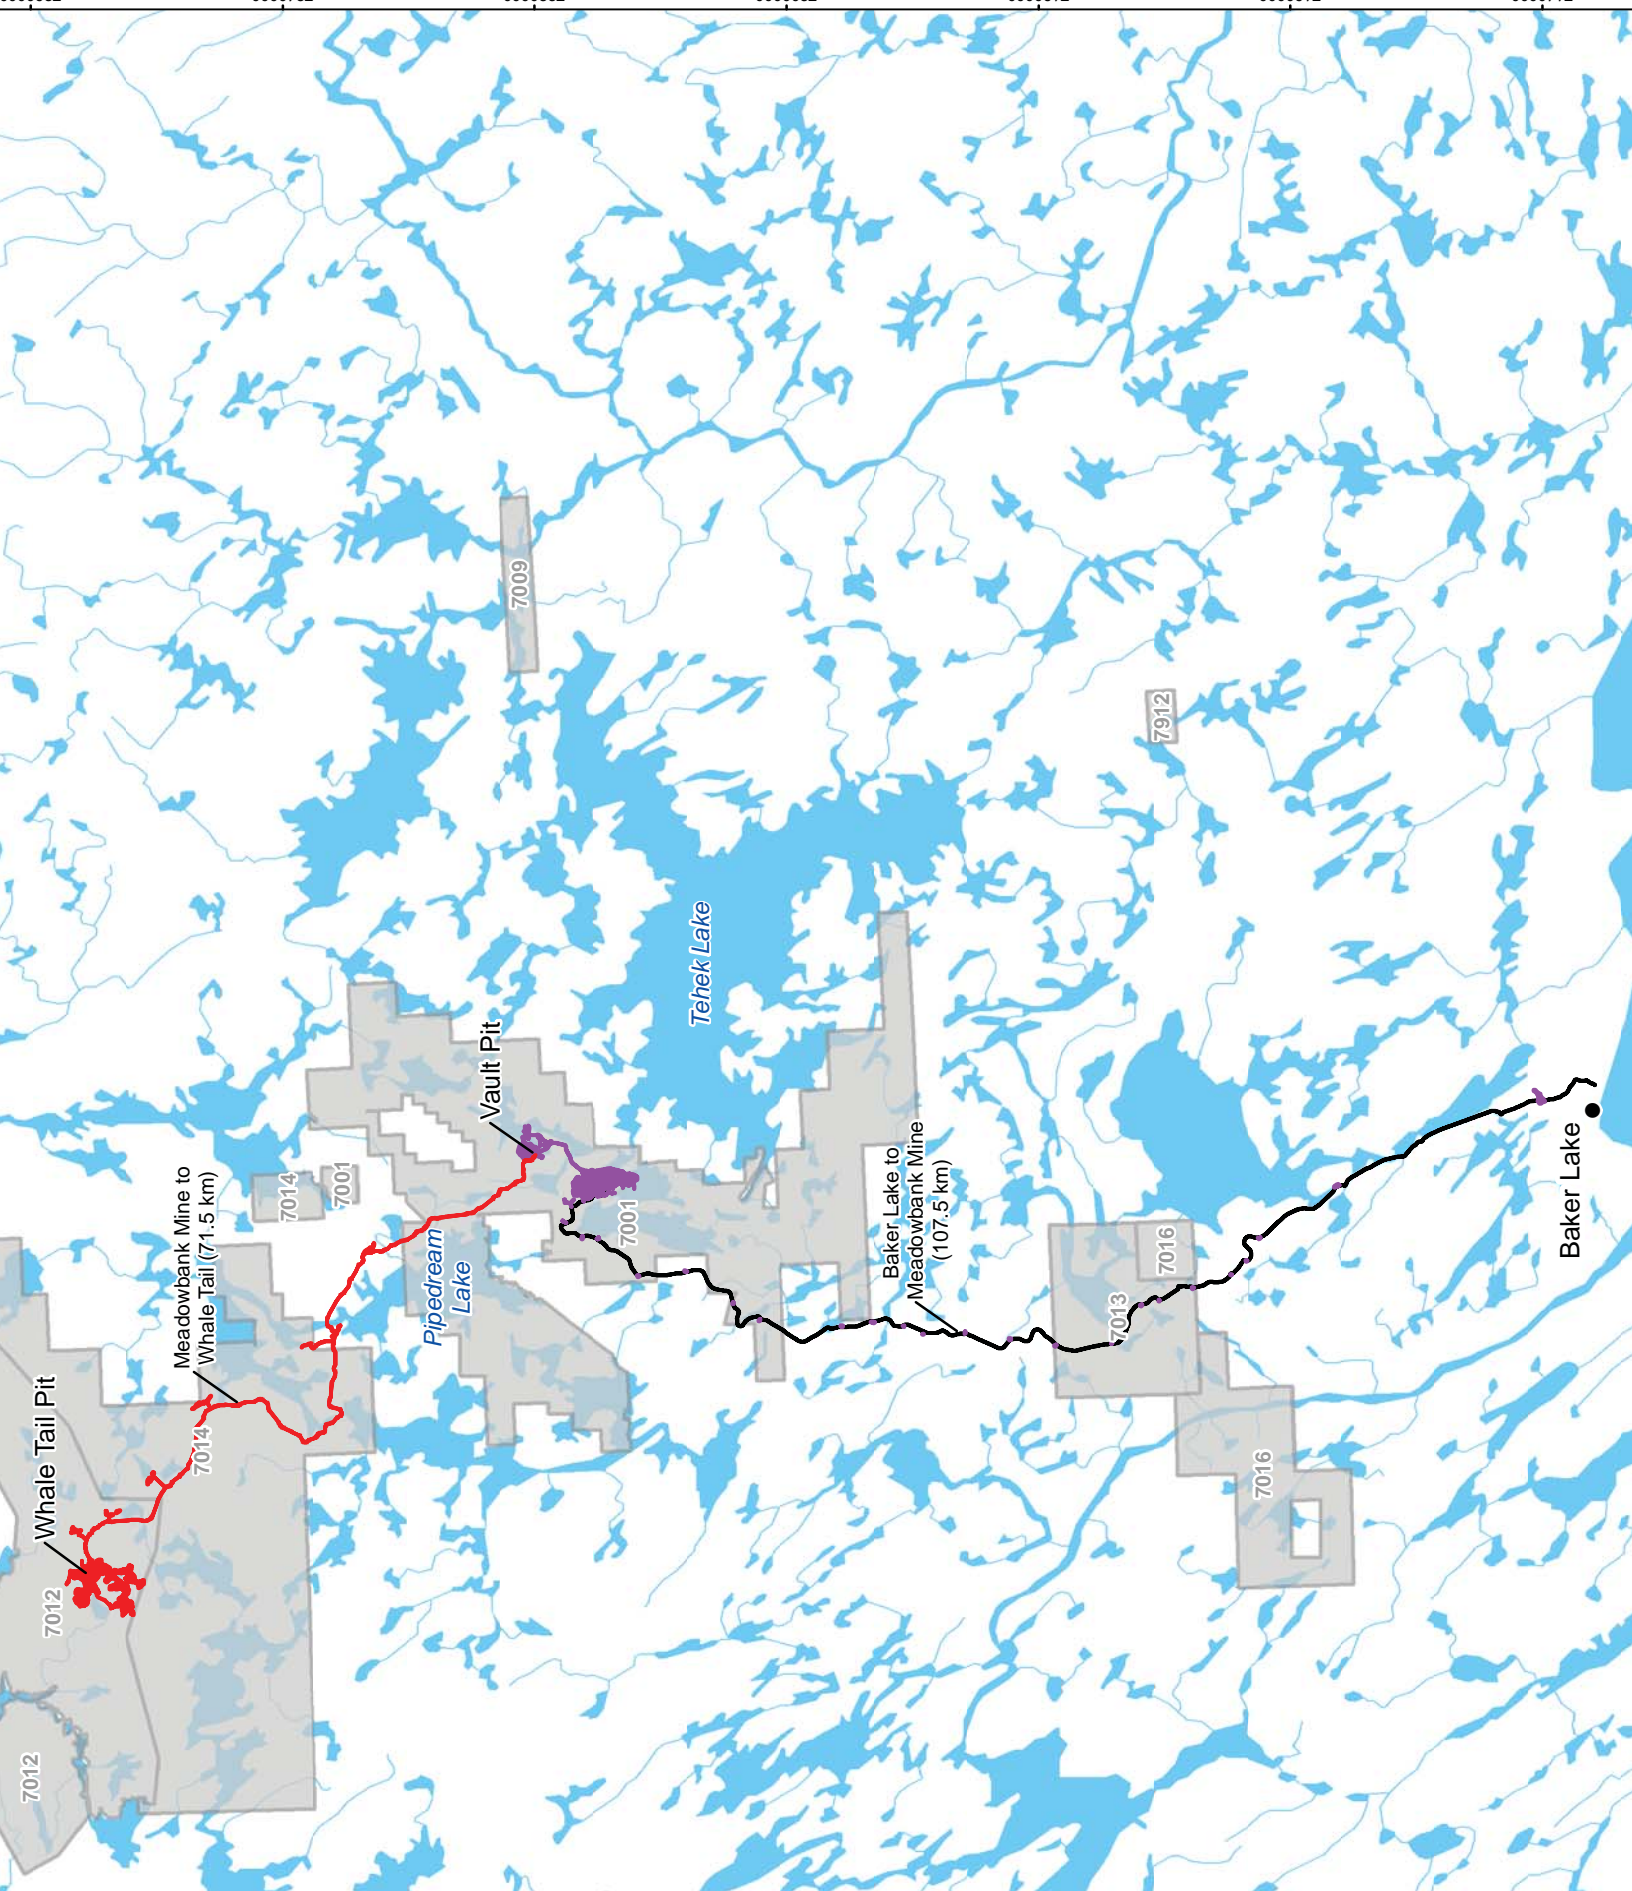 Whale Tail Pit
7012
7012
Meadowbank Mine to
Whale Tail (71.5 km)
7014
7014
7001
Pipedream
Lake
Vault Pit
7009
7001
Tehek Lake
Baker Lake to
Meadowbank Mine
(107.5 km)
7013
7016
7016
7912
Baker Lake